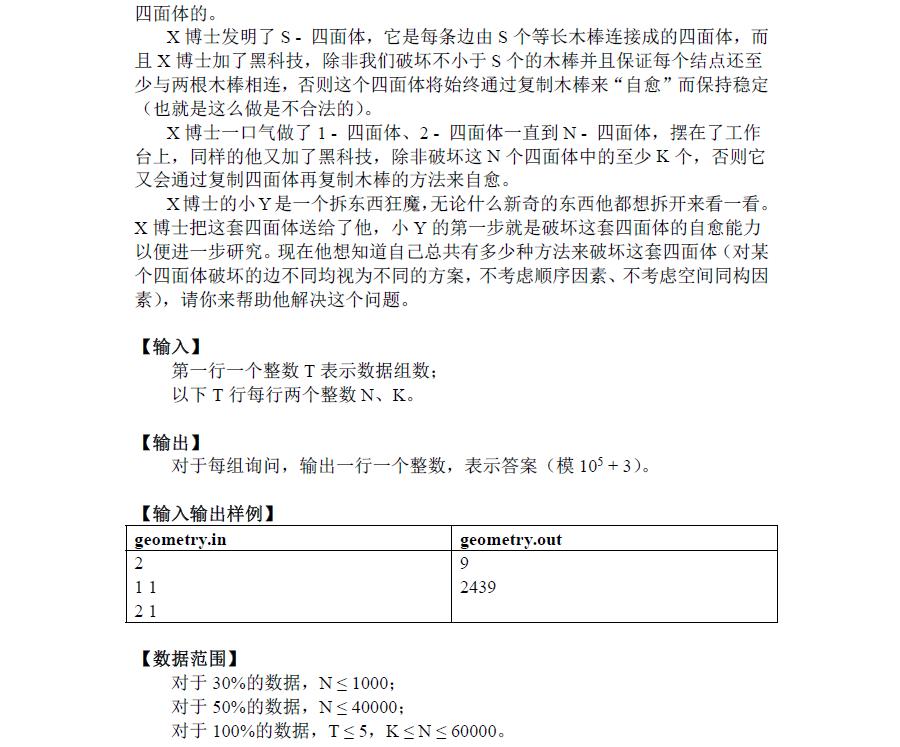 四面体的。
X 博士发明了 S - 四面体，它是每条边由 S 个等长木棒连接成的四面体，而
且 X 博士加了黑科技，除非我们破坏不小于 S 个的木棒并且保证每个结点还至
少与两根木棒相连，否则这个四面体将始终通过复制木棒来“自愈”而保持稳定
（也就是这么做是不合法的）。
X 博士一口气做了 1 - 四面体、2 - 四面体一直到 N - 四面体，摆在了工作
台上，同样的他又加了黑科技，除非破坏这 N 个四面体中的至少 K 个，否则它
又会通过复制四面体再复制木棒的方法来自愈。
X 博士的小 Y 是一个拆东西狂魔，无论什么新奇的东西他都想拆开来看一看。
X 博士把这套四面体送给了他，小 Y 的第一步就是破坏这套四面体的自愈能力
以便进一步研究。现在他想知道自己总共有多少种方法来破坏这套四面体（对某
个四面体破坏的边不同均视为不同的方案，不考虑顺序因素、不考虑空间同构因
素），请你来帮助他解决这个问题。
【输入】
第一行一个整数 T 表示数据组数；
以下 T 行每行两个整数 N、K。
【输出】
对于每组询问，输出一行一个整数，表示答案（模 10⁵ + 3）。
【输入输出样例】
geometry.in geometry.out
2 9
1 1 2439
2 1
【数据范围】
对于 30%的数据，N ≤ 1000；
对于 50%的数据，N ≤ 40000；
对于 100%的数据，T ≤ 5，K ≤ N ≤ 60000。